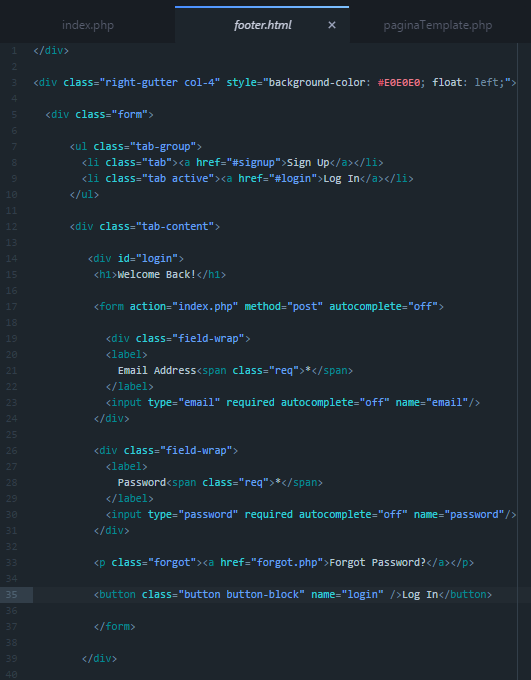 index.php footer.html × paginaTemplate.php
1 </div>
2
3 <div class="right-gutter col-4" style="background-color: #E0E0E0; float: left;">
4
5 <div class="form">
6
7 <ul class="tab-group">
8 <li class="tab"><a href="#signup">Sign Up</a></li>
9 <li class="tab active"><a href="#login">Log In</a></li>
10 </ul>
11
12 <div class="tab-content">
13
14 <div id="login">
15 <h1>Welcome Back!</h1>
16
17 <form action="index.php" method="post" autocomplete="off">
18
19 <div class="field-wrap">
20 <label>
21 Email Address<span class="req">*</span>
22 </label>
23 <input type="email" required autocomplete="off" name="email"/>
24 </div>
25
26 <div class="field-wrap">
27 <label>
28 Password<span class="req">*</span>
29 </label>
30 <input type="password" required autocomplete="off" name="password"/>
31 </div>
32
33 <p class="forgot"><a href="forgot.php">Forgot Password?</a></p>
34
35 <button class="button button-block" name="login" />Log In</button>
36
37 </form>
38
39 </div>
40